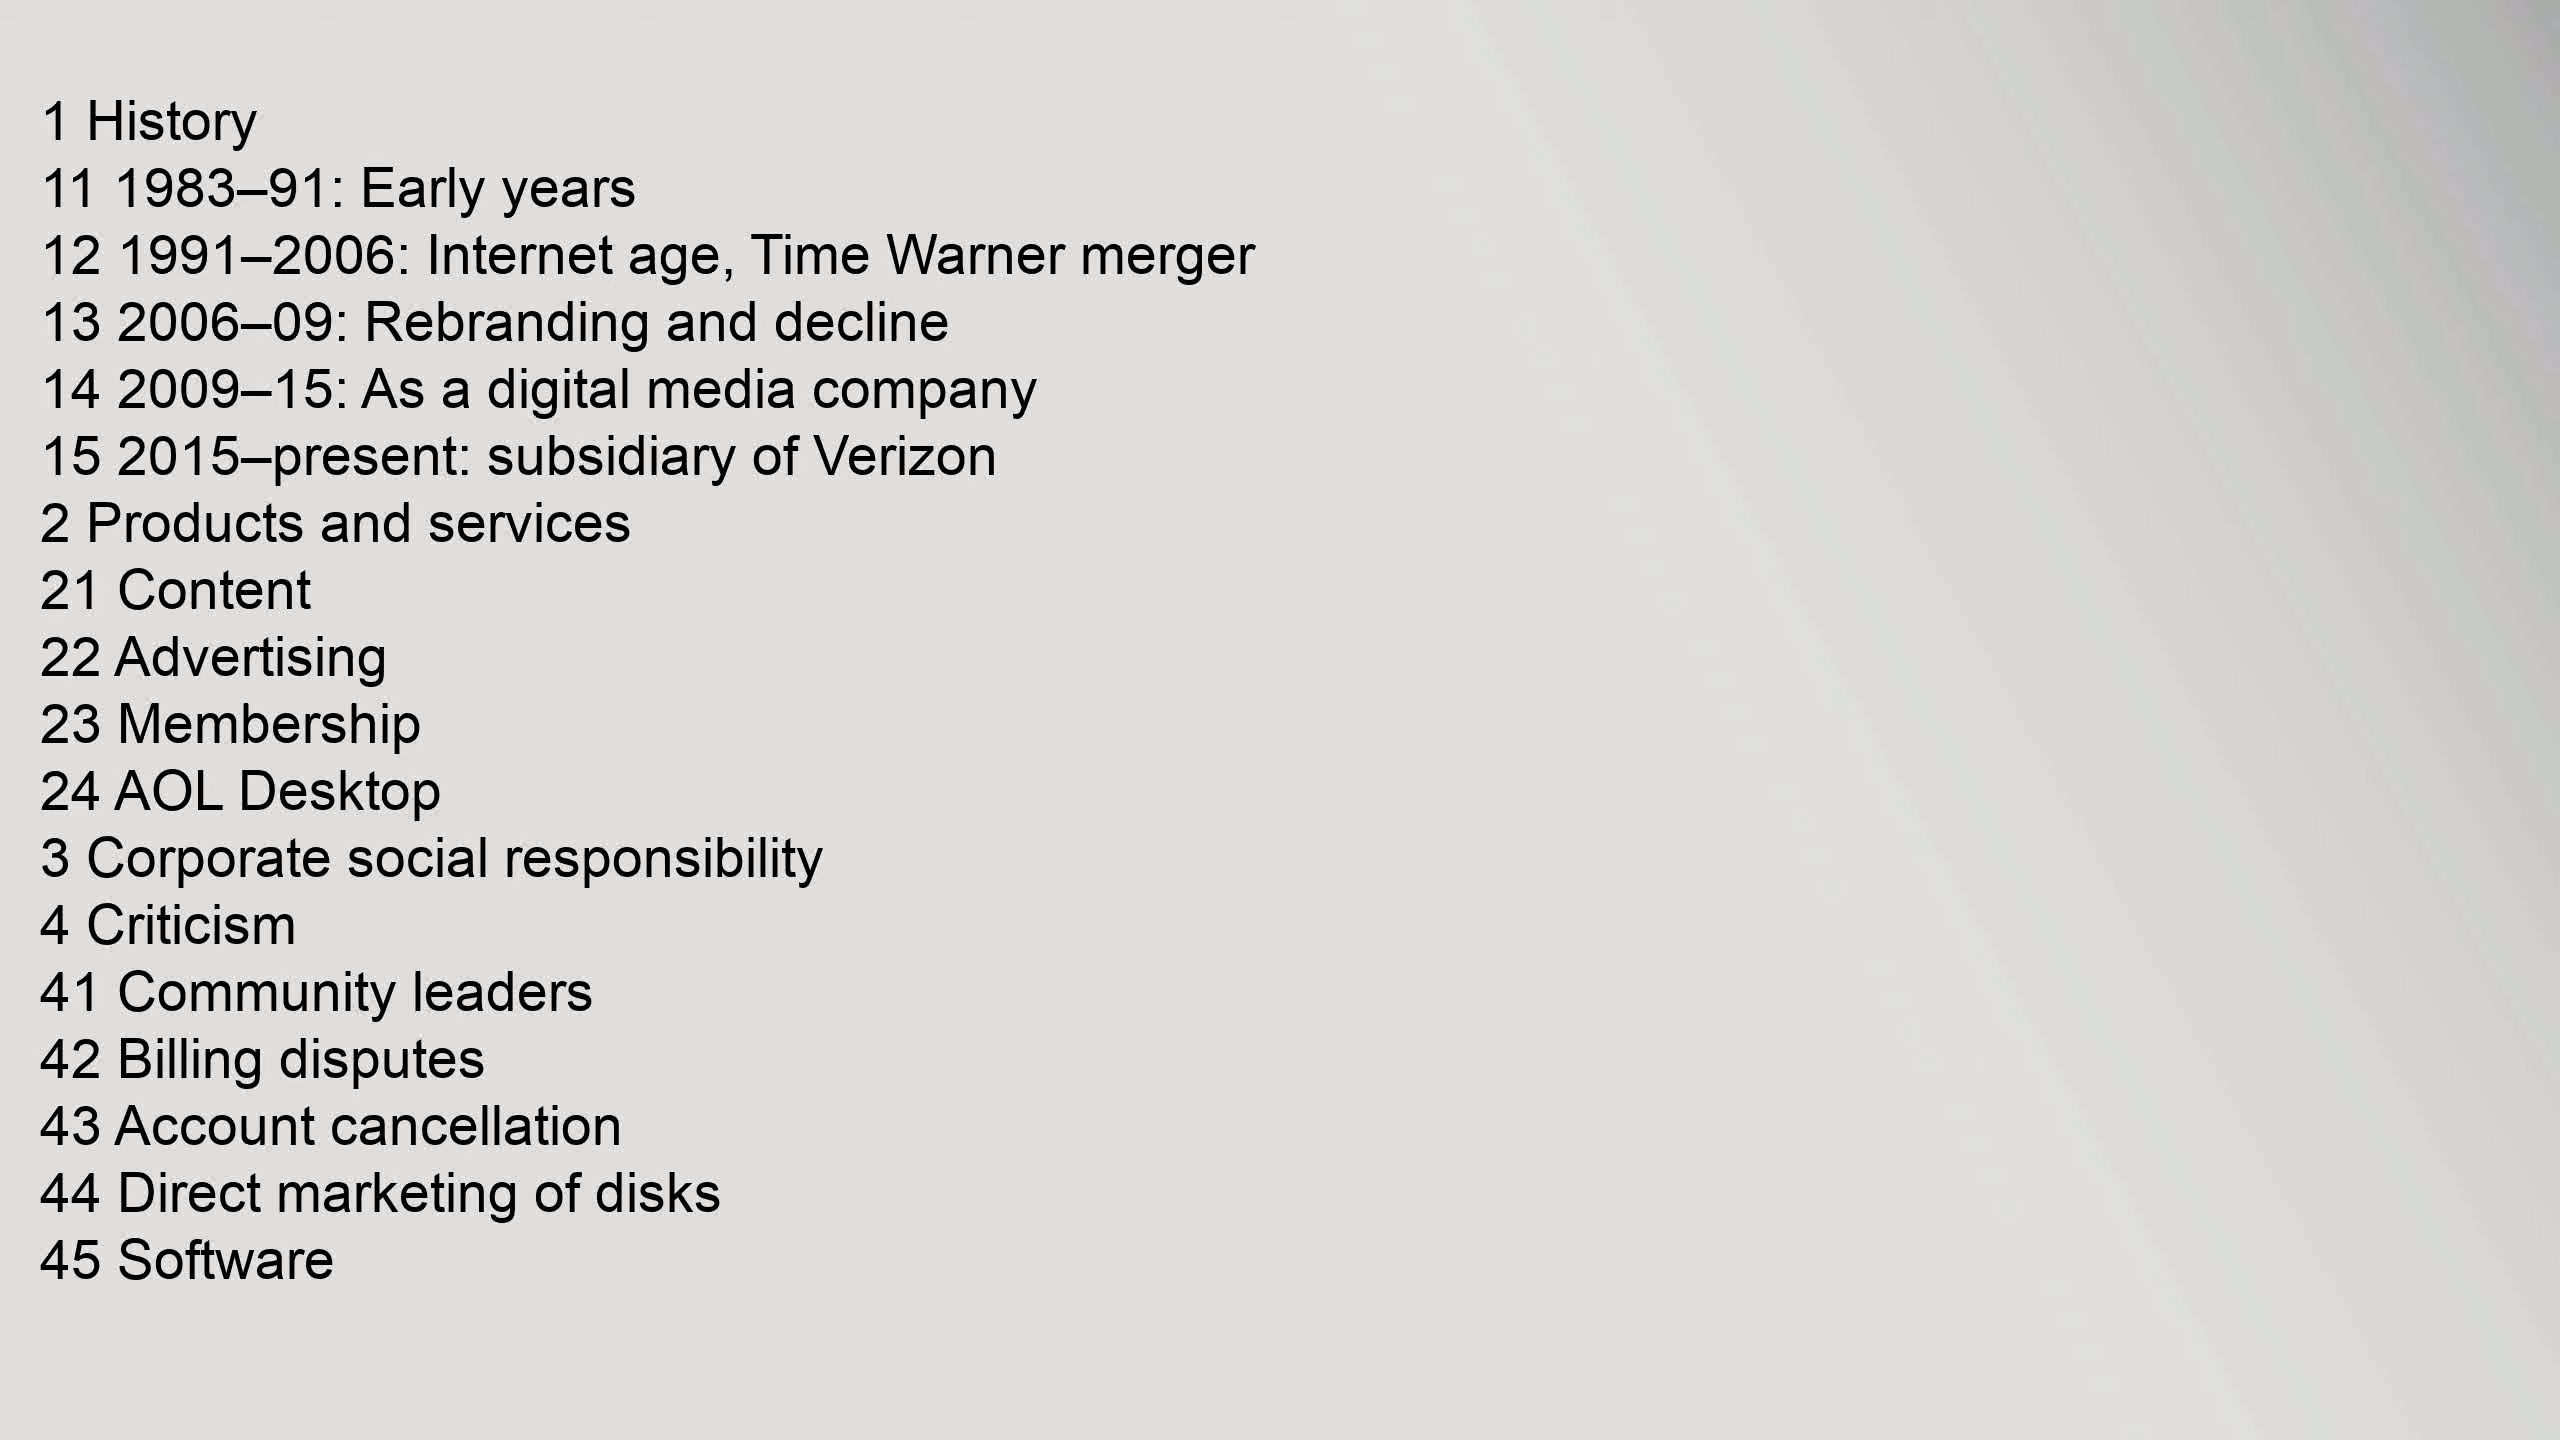 1 History
11 1983–91: Early years
12 1991–2006: Internet age, Time Warner merger
13 2006–09: Rebranding and decline
14 2009–15: As a digital media company
15 2015–present: subsidiary of Verizon
2 Products and services
21 Content
22 Advertising
23 Membership
24 AOL Desktop
3 Corporate social responsibility
4 Criticism
41 Community leaders
42 Billing disputes
43 Account cancellation
44 Direct marketing of disks
45 Software